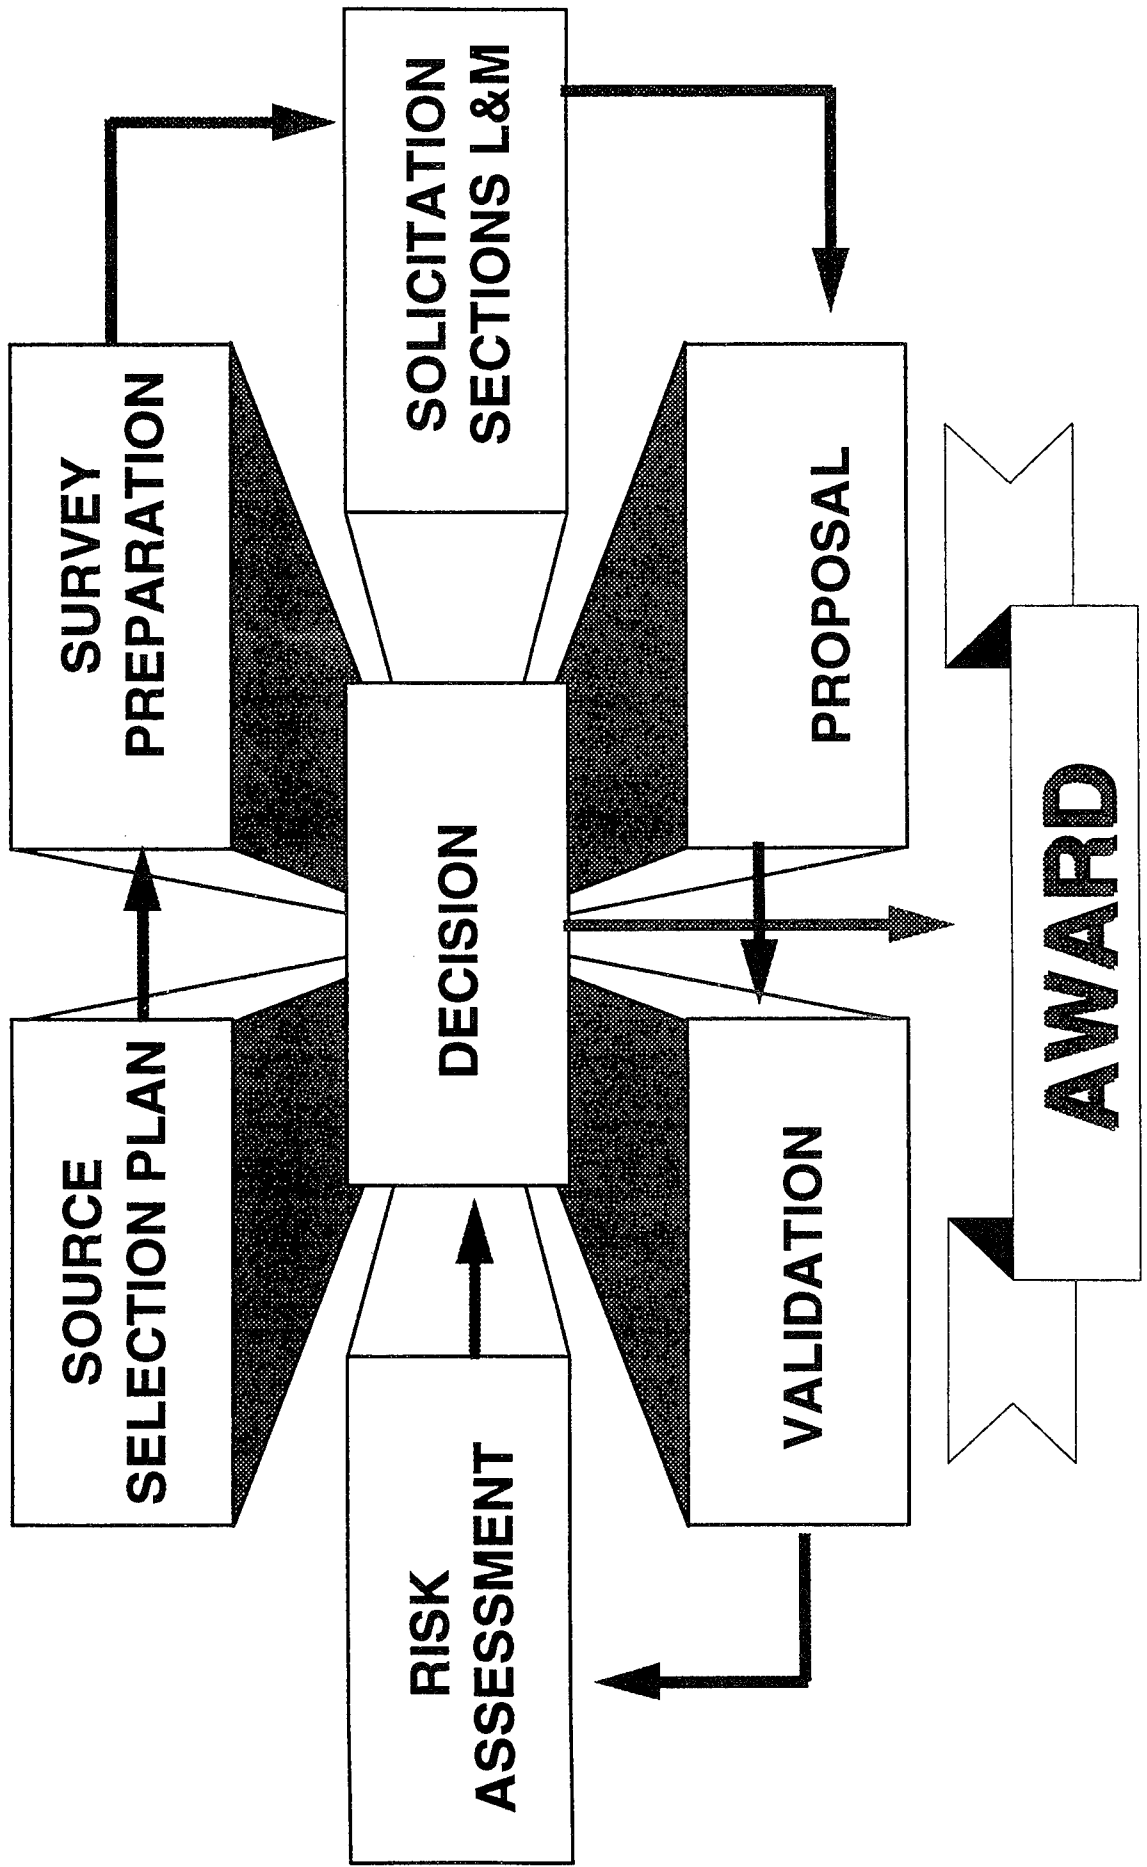 SOURCE
SELECTION PLAN
SURVEY
PREPARATION
RISK
ASSESSMENT
DECISION
SOLICITATION
SECTIONS L&M
VALIDATION
PROPOSAL
AWARD